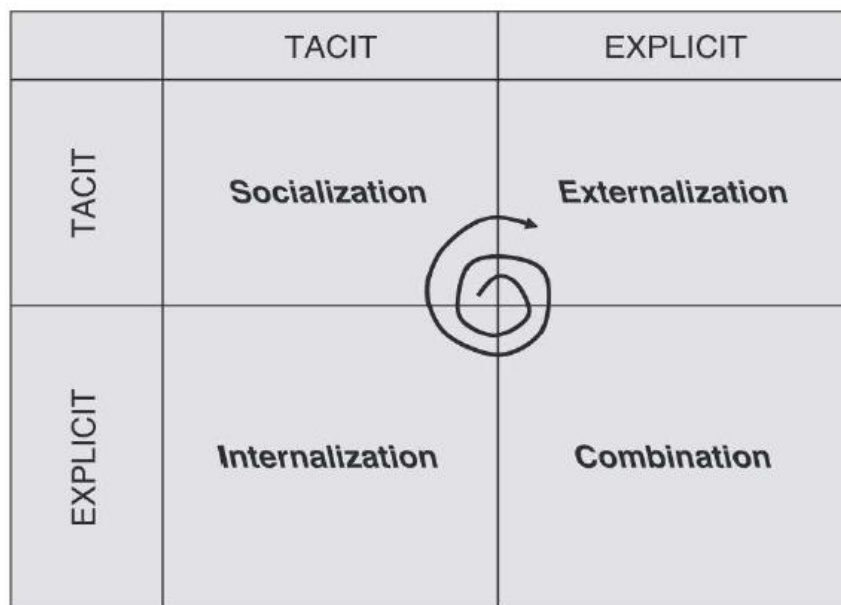 TACIT EXPLICIT
TACIT
Socialization Externalization
EXPLICIT
Internalization Combination